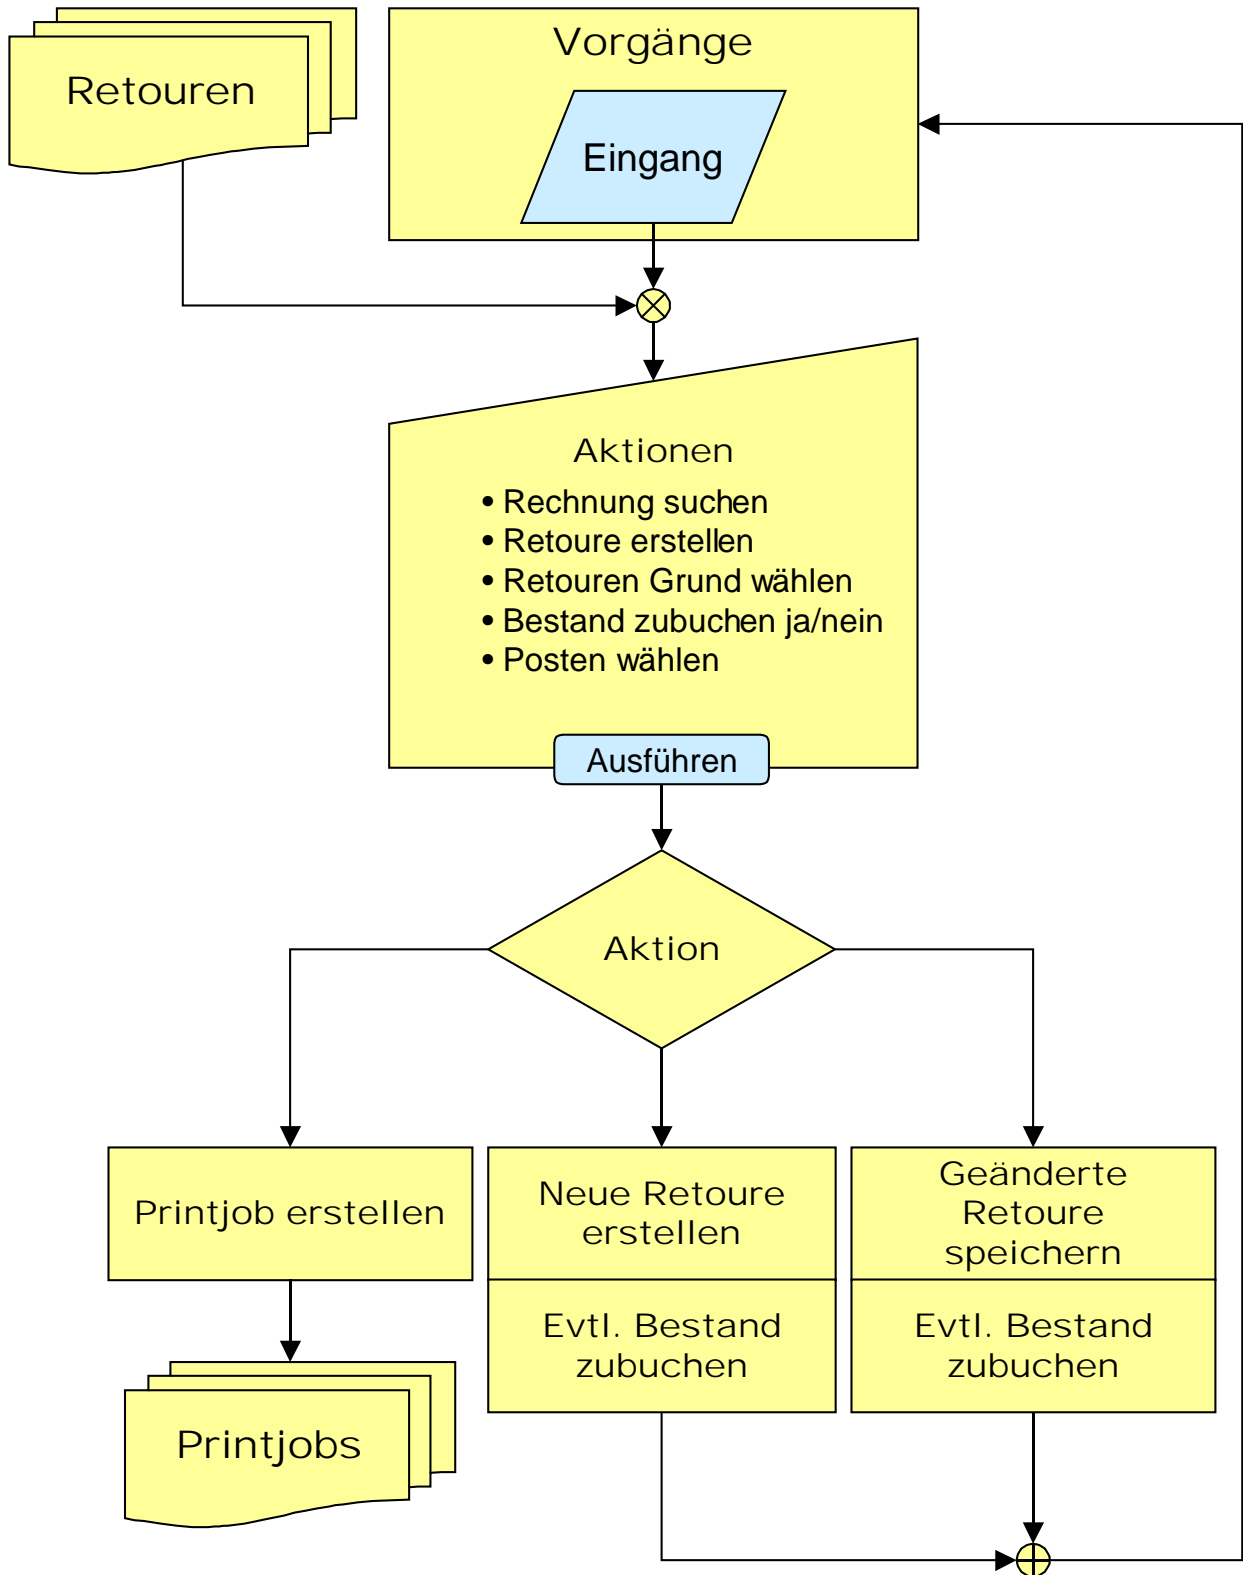 Retouren
Vorgänge
Eingang
Aktionen
• Rechnung suchen
• Retoure erstellen
• Retouren Grund wählen
• Bestand zubuchen ja/nein
• Posten wählen
Ausführen
Aktion
Printjob erstellen
Neue Retoure
erstellen
Evtl. Bestand
zubuchen
Geänderte
Retoure
speichern
Evtl. Bestand
zubuchen
Printjobs